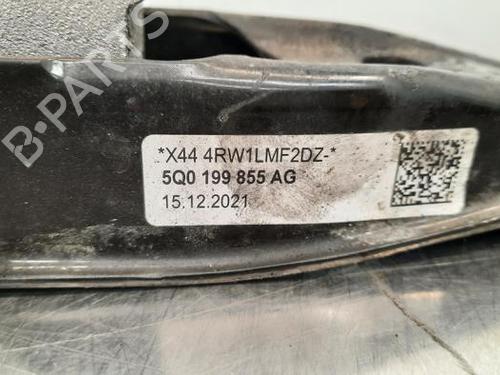 B-PARTS
*X44 4RW1LMF2DZ-*
5Q0 199 855 AG
15.12.2021